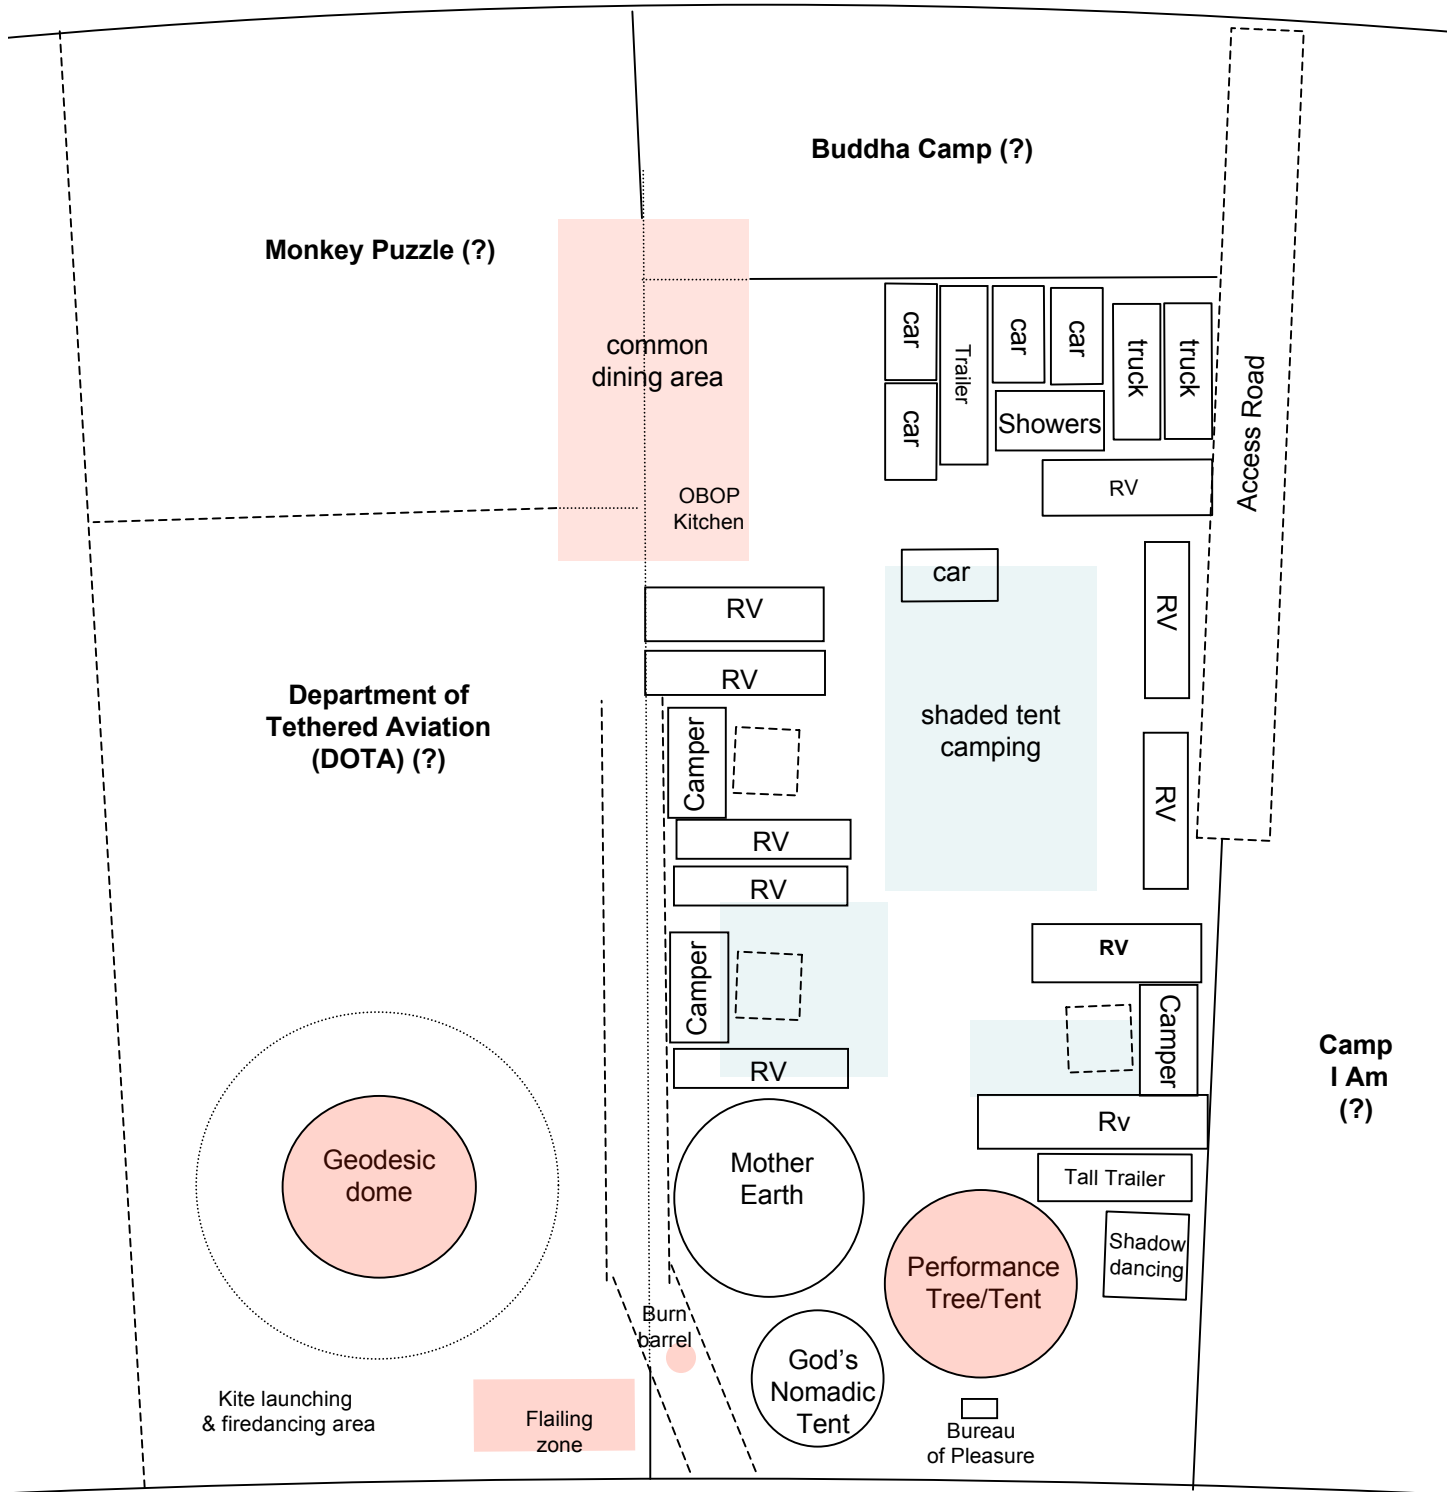 Buddha Camp (?)
Monkey Puzzle (?)
common
dining area
OBOP
Kitchen
car
Trailer
car
car
truck
truck
car
Showers
RV
Access Road
car
RV
RV
RV
shaded tent
camping
Department of
Tethered Aviation
(DOTA) (?)
Camper
RV
RV
RV
Camper
RV
RV
Camper
Rv
Tall Trailer
Shadow
dancing
Camp
I Am
(?)
Geodesic
dome
Mother
Earth
Performance
Tree/Tent
Burn
barrel
God's
Nomadic
Tent
Kite launching
& firedancing area
Flailing
zone
Bureau
of Pleasure